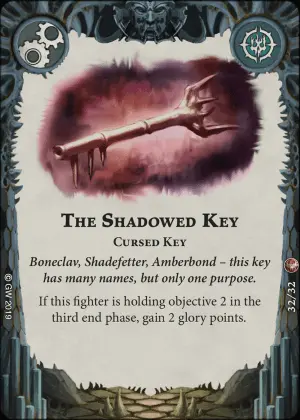 The Shadowed Key
Cursed Key
Boneclav, Shadefetter, Amberbond – this key
has many names, but only one purpose.
If this fighter is holding objective 2 in the
third end phase, gain 2 glory points.
© GW 2019
32/32